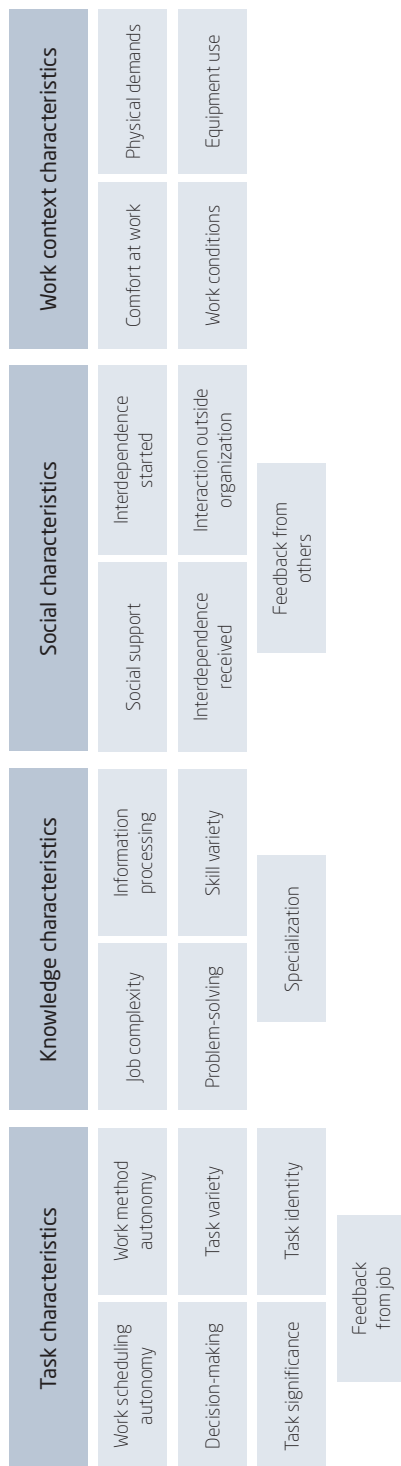 Task characteristics
Work scheduling
autonomy
Work method
autonomy
Decision-making
Task variety
Task significance
Task identity
Feedback
from job
Knowledge characteristics
Job complexity
Information
processing
Problem-solving
Skill variety
Specialization
Social characteristics
Social support
Interdependence
started
Interdependence
received
Interaction outside
organization
Feedback from
others
Work context characteristics
Comfort at work
Physical demands
Work conditions
Equipment use